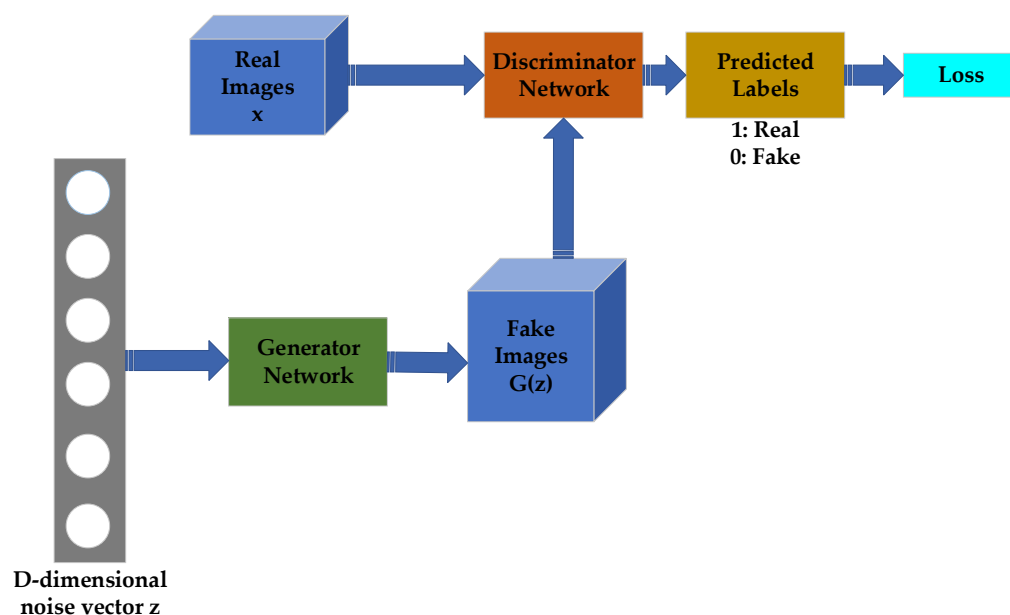 Real
Images
x
Discriminator
Network
Predicted
Labels
1: Real
0: Fake
Loss
Generator
Network
Fake
Images
G(z)
D-dimensional
noise vector z